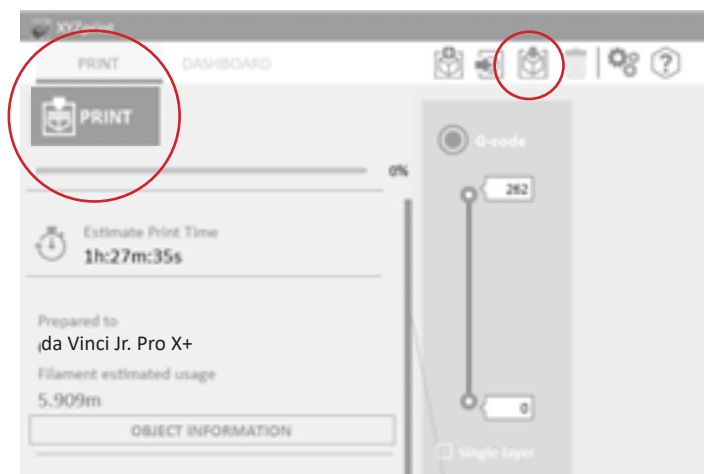 XYZprint
PRINT DASHBOARD
PRINT
0%
G-code
262
Estimate Print Time
1h:27m:35s
Prepared to
da Vinci Jr. Pro X+
Filament estimated usage
5.909m
OBJECT INFORMATION
0
Single layer